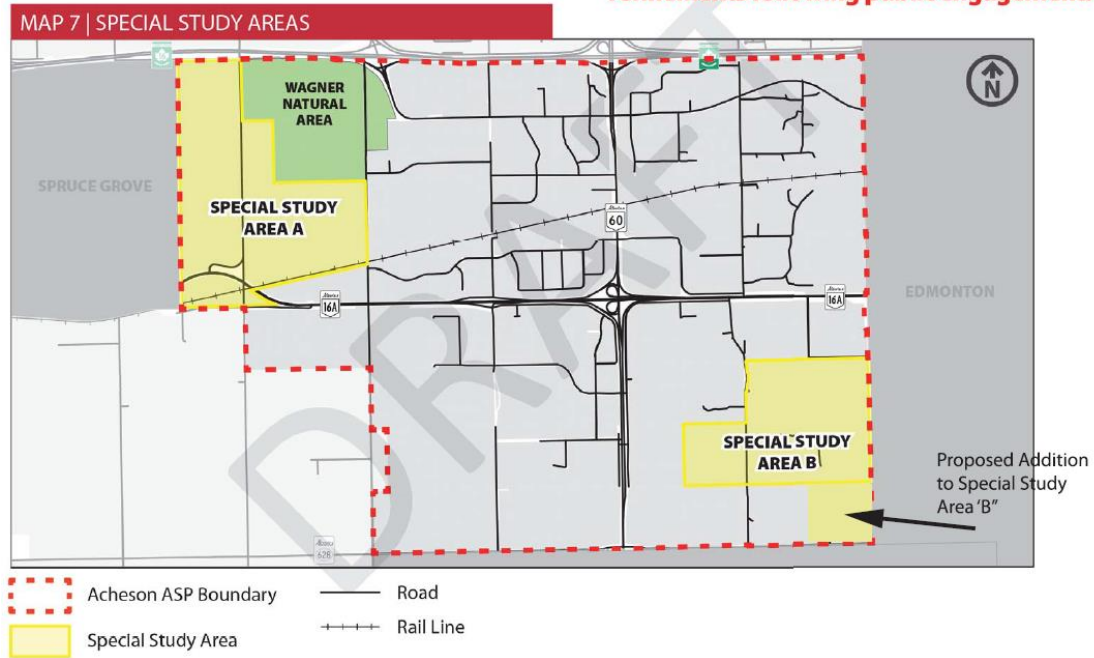 MAP 7 | SPECIAL STUDY AREAS
WAGNER
NATURAL
AREA
SPRUCE GROVE
SPECIAL STUDY
AREA A
60
16A
16A
EDMONTON
SPECIAL STUDY
AREA B
Proposed Addition
to Special Study
Area 'B"
628
N
DRAFT
Acheson ASP Boundary
Road
Special Study Area
Rail Line